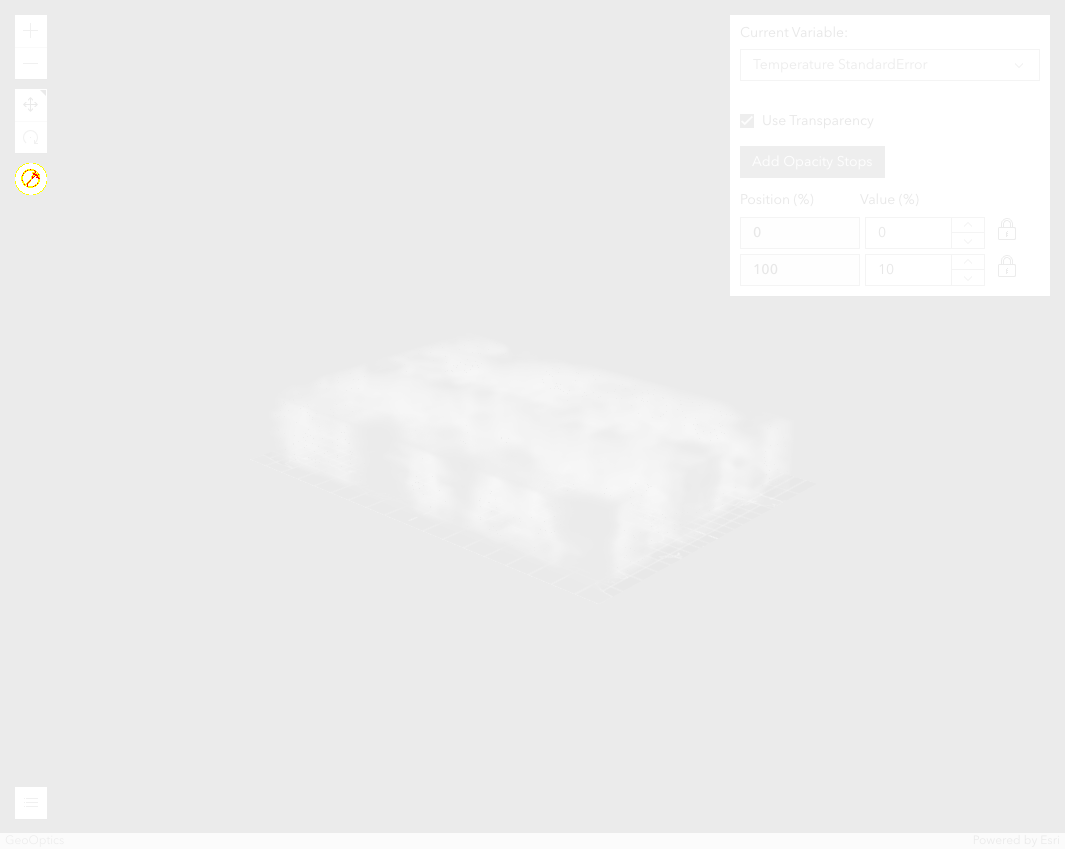 Current Variable:
Temperature StandardError
Use Transparency
Add Opacity Stops
Position (%) Value (%)
0 0
100 10
GeoOptics Powered by Esri